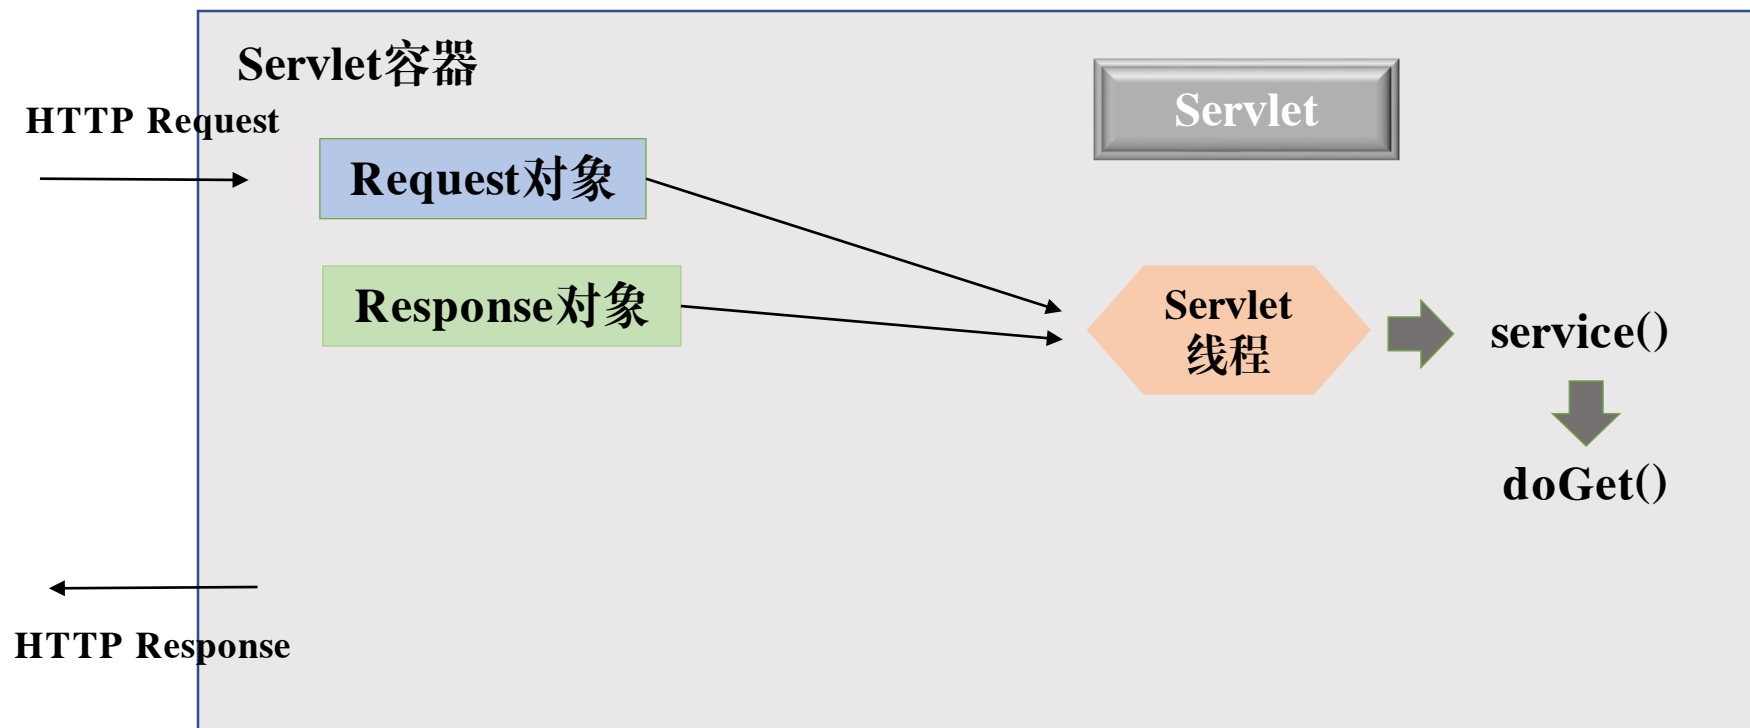 Servlet容器
Servlet
HTTP Request
Request对象
Response对象
Servlet
线程
service()
doGet()
HTTP Response